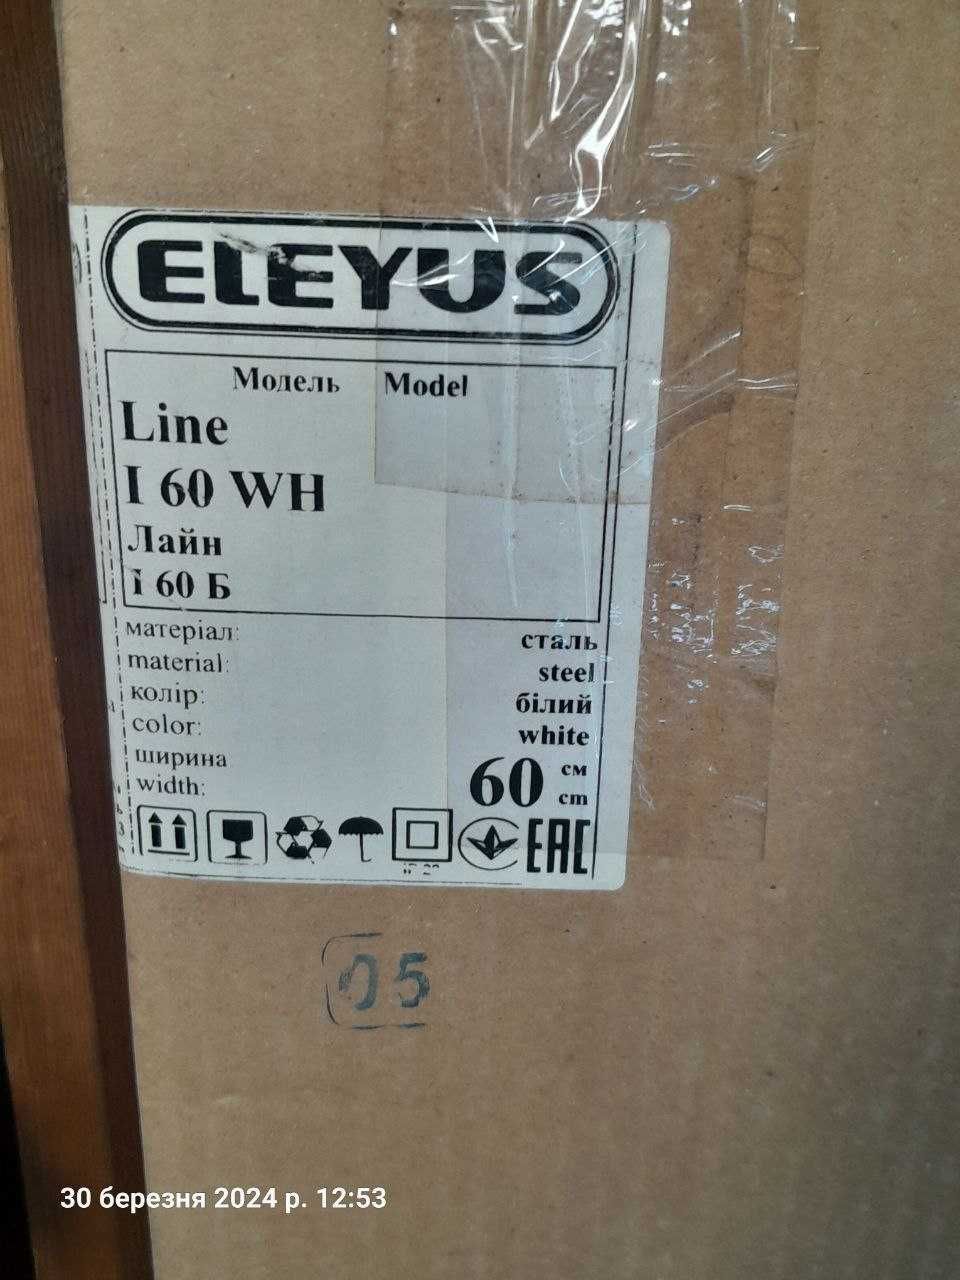 ELEYUS
Модель Model
Line
I 60 WH
Лайн
І 60 Б
матеріал: сталь
material: steel
колір: білий
color: white
ширина 60 см
width: cm
EAC
05
30 березня 2024 р. 12:53